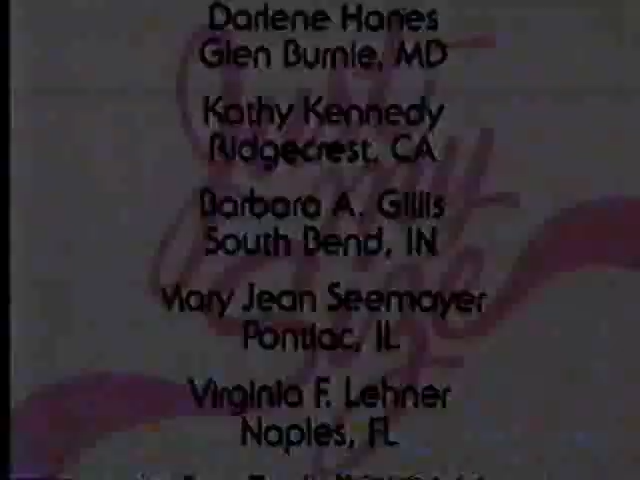 Darlene Hanes
Glen Burnie, MD
Kathy Kennedy
Ridgecrest, CA
Barbara A. Gillis
South Bend, IN
Mary Jean Seemayer
Pontiac, IL
Virginia F. Lehner
Naples, FL